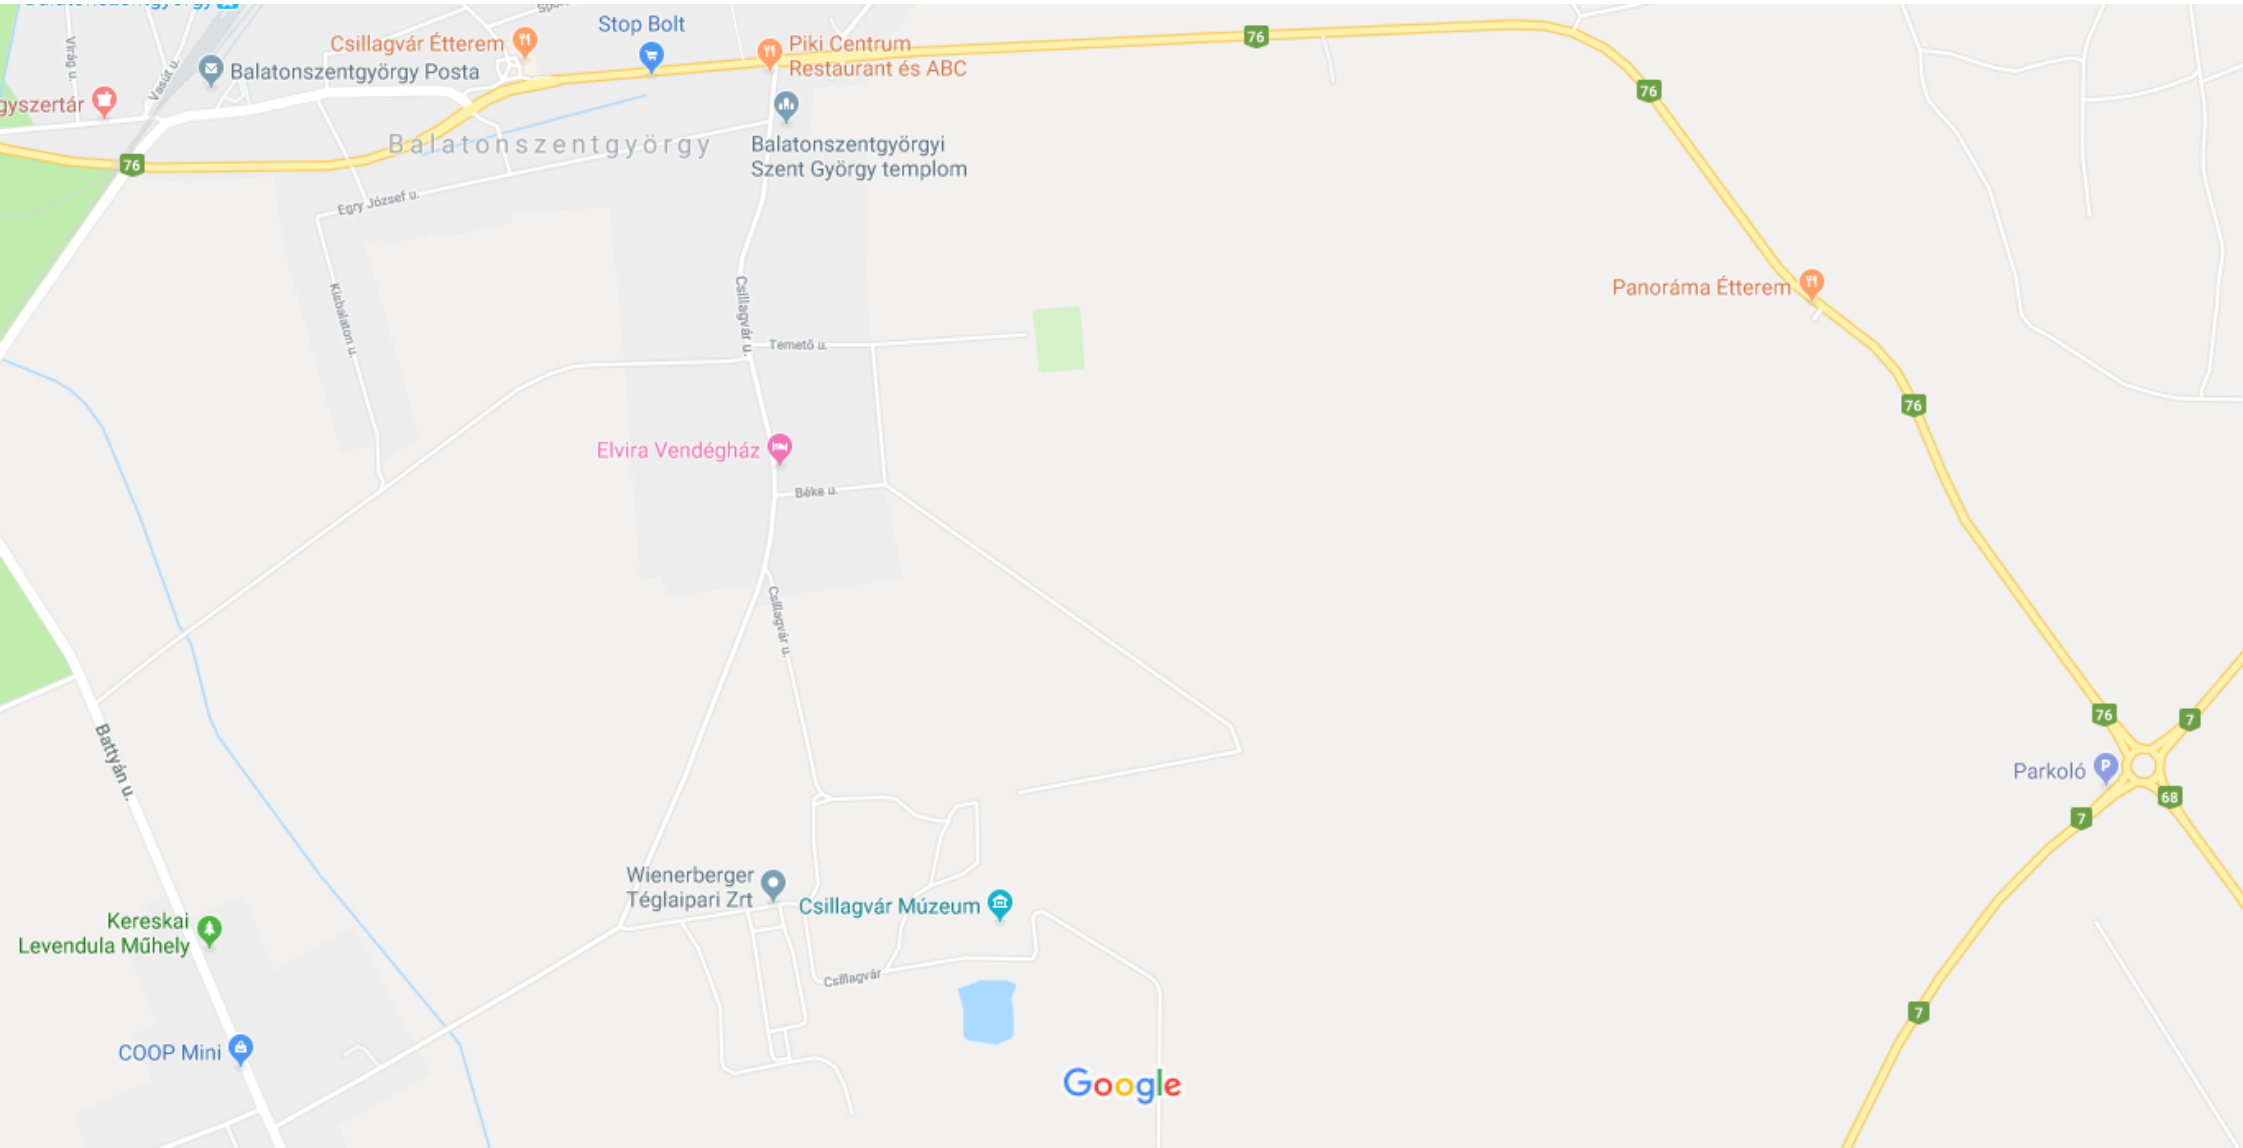 Balatonszentgyörgy
Stop Bolt
Csillagvár Étterem
Piki Centrum
Restaurant és ABC
76
Virág u.
Vasút u.
Balatonszentgyörgy Posta
gyszertár
76
76
Balatonszentgyörgy
Balatonszentgyörgyi
Szent György templom
Egry József u.
Kisbalaton u.
Csillagvár u.
Panoráma Étterem
Temető u.
76
Elvira Vendégház
Béke u.
Csillagvár u.
Battyán u.
76
7
Parkoló
68
7
Wienerberger
Téglaipari Zrt
Csillagvár Múzeum
Kereskai
Levendula Műhely
Csillagvár
7
COOP Mini
Google